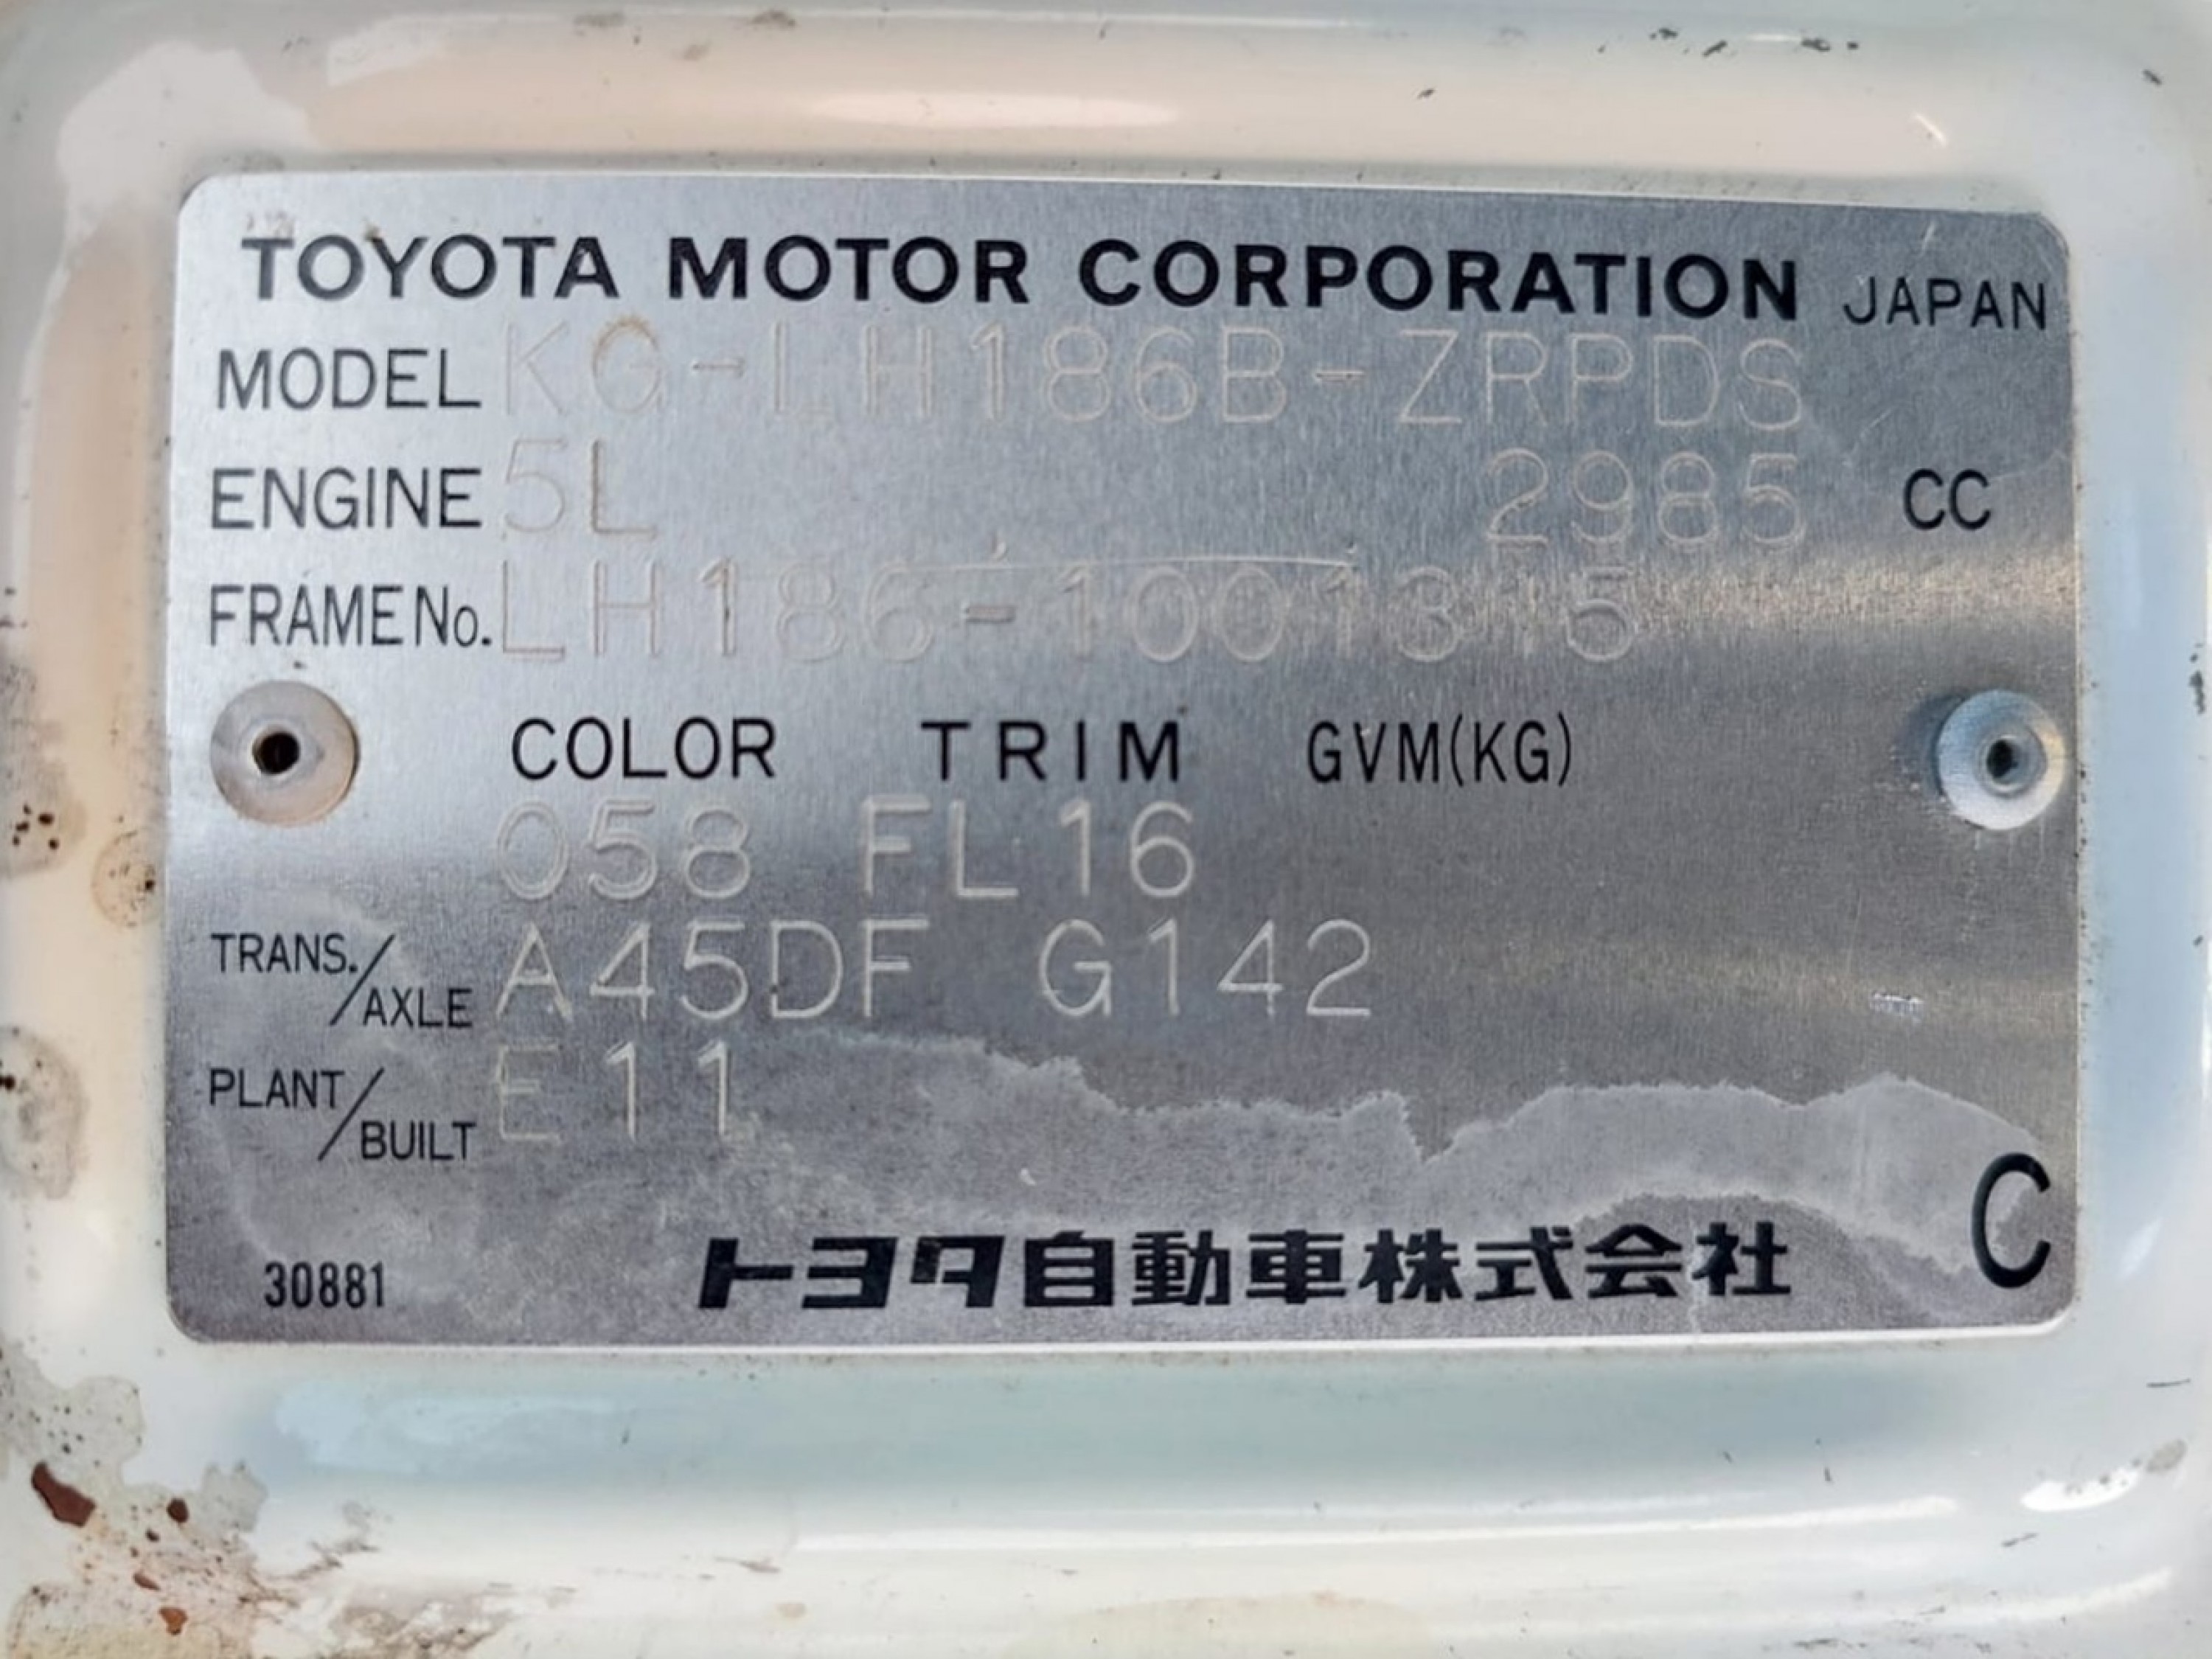 TOYOTA MOTOR CORPORATION JAPAN
MODEL KG-LH186B-ZRPDS
ENGINE 5L 2985 CC
FRAME No. LH186-1001315
COLOR TRIM GVM(KG)
058 FL16
TRANS./AXLE A45DF G142
PLANT/BUILT E11
C
30881 トヨタ自動車株式会社